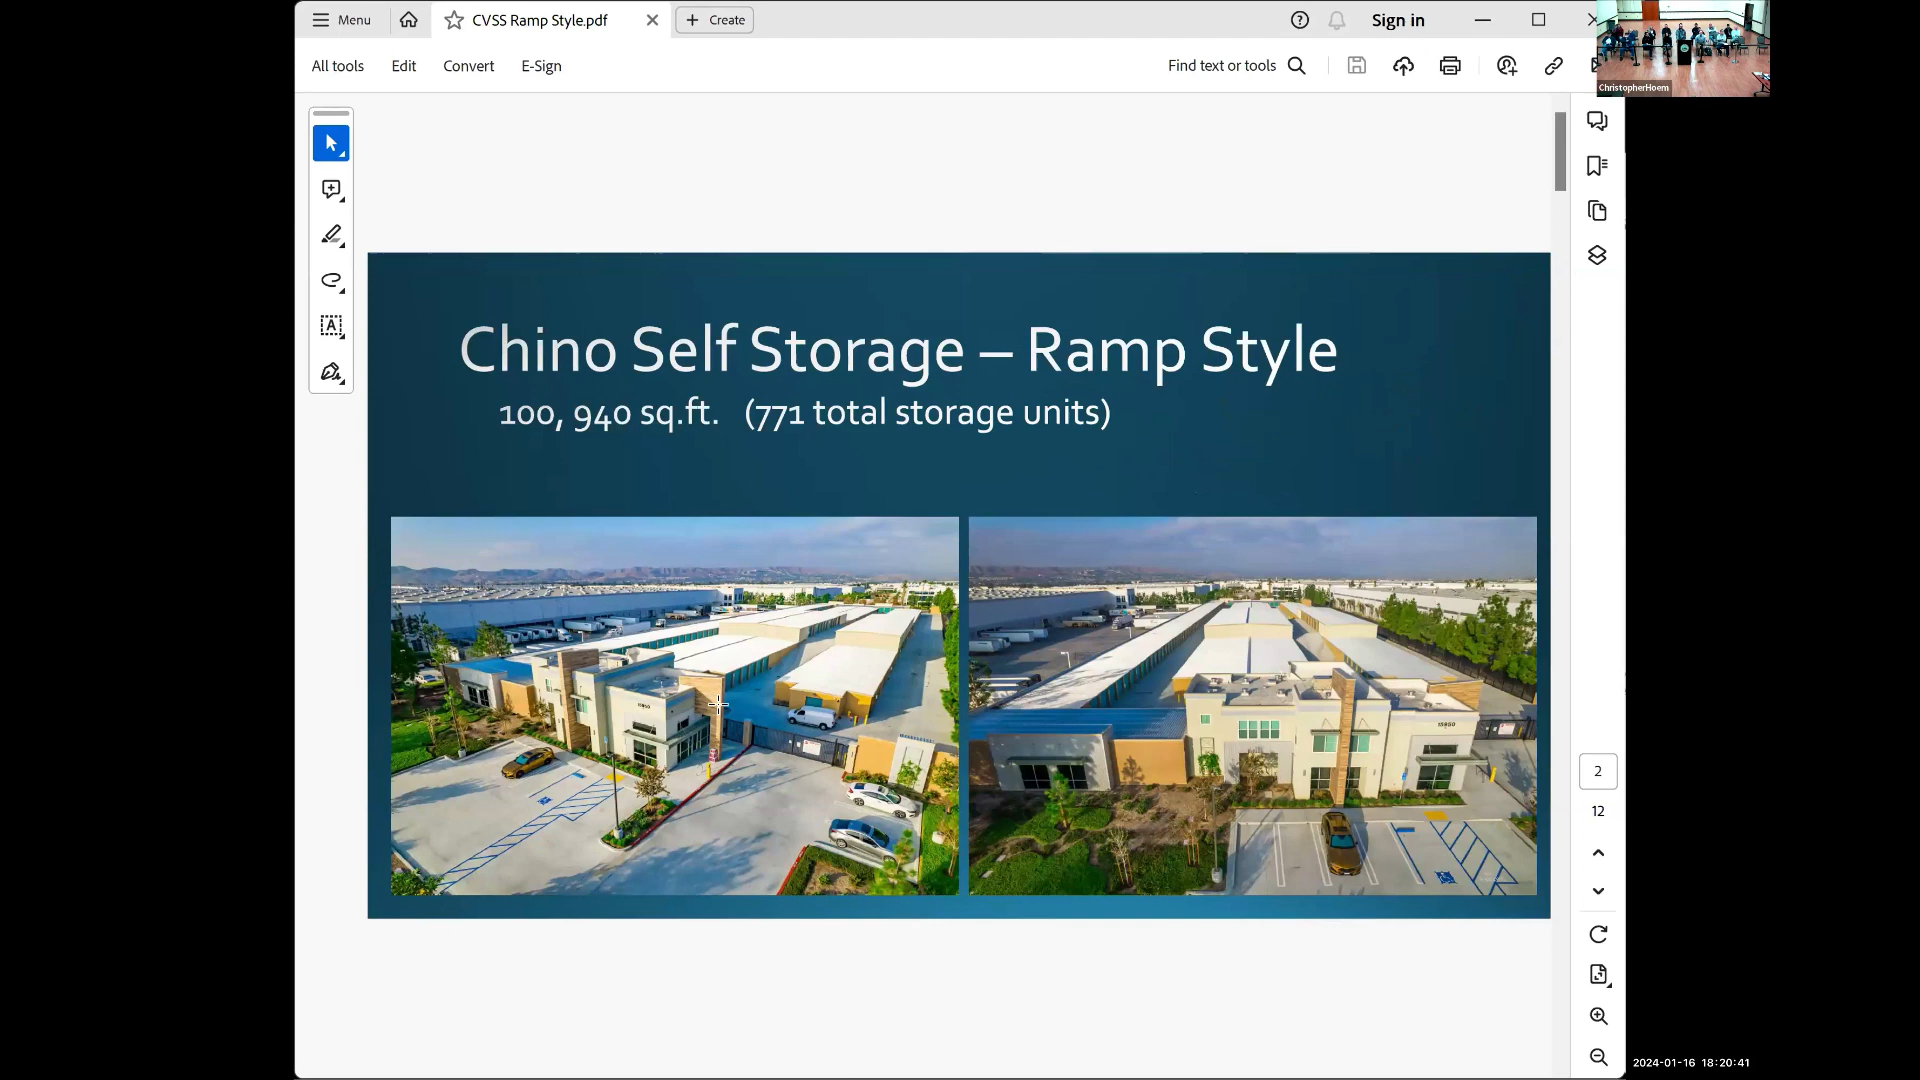 Menu
CVSS Ramp Style.pdf
Create
Sign in
All tools
Edit
Convert
E-Sign
Find text or tools
ChristopherHoem
Chino Self Storage – Ramp Style
100, 940 sq.ft. (771 total storage units)
15950
15950
2
12
2024-01-16 18:20:41